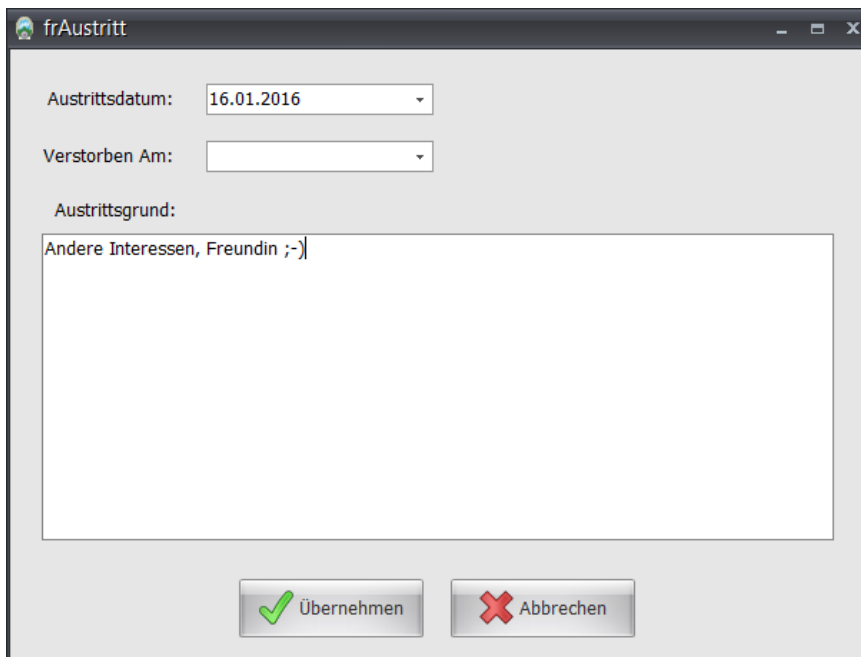 frAustritt
Austrittsdatum: 16.01.2016
Verstorben Am:
Austrittsgrund:
Andere Interessen, Freundin ;-)
Übernehmen Abbrechen